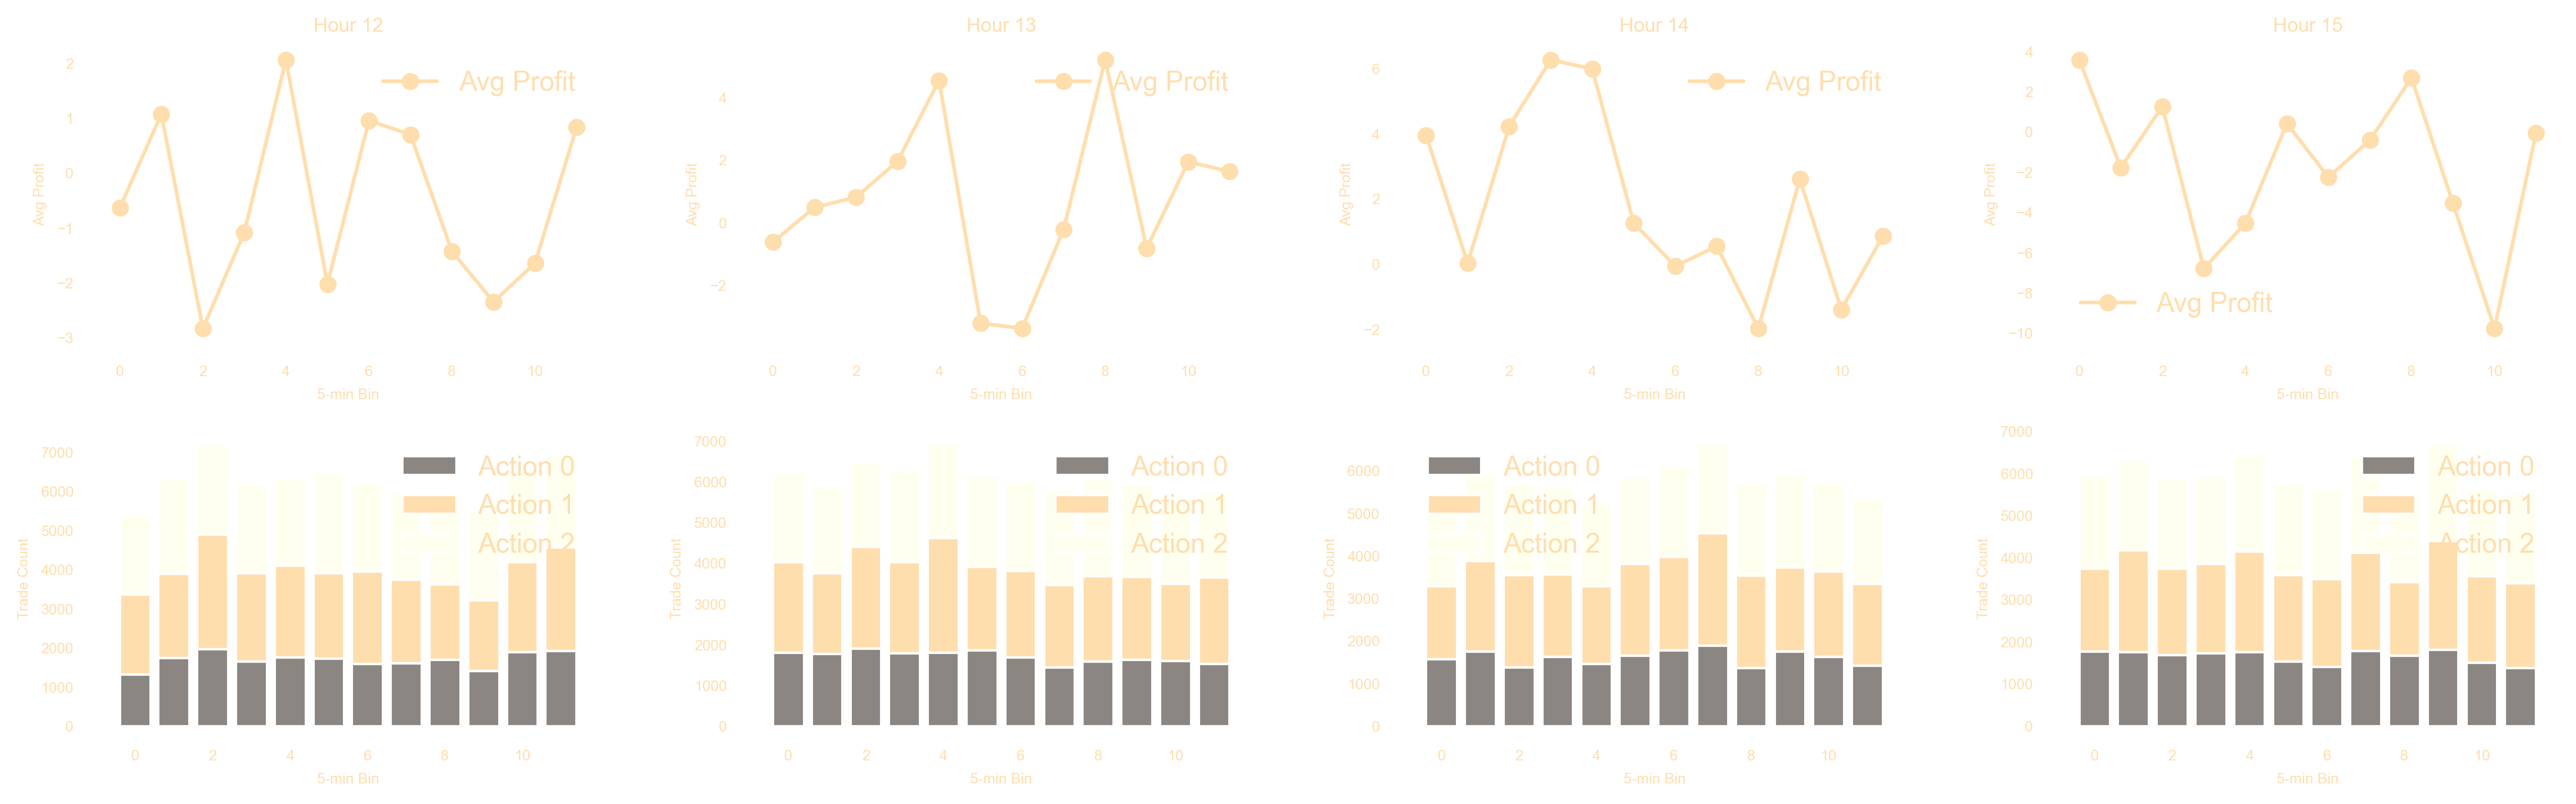 Hour 12
Avg Profit
2
1
0
−1
−2
−3
Avg Profit
0 2 4 6 8 10
5-min Bin
Hour 13
Avg Profit
4
2
0
−2
Avg Profit
0 2 4 6 8 10
5-min Bin
Hour 14
Avg Profit
6
4
2
0
−2
Avg Profit
0 2 4 6 8 10
5-min Bin
Hour 15
4
2
0
−2
−4
−6
−8
−10
Avg Profit
Avg Profit
0 2 4 6 8 10
5-min Bin
7000
6000
5000
4000
3000
2000
1000
0
Trade Count
Action 0
Action 1
Action 2
0 2 4 6 8 10
5-min Bin
7000
6000
5000
4000
3000
2000
1000
0
Trade Count
Action 0
Action 1
Action 2
0 2 4 6 8 10
5-min Bin
6000
5000
4000
3000
2000
1000
0
Trade Count
Action 0
Action 1
Action 2
0 2 4 6 8 10
5-min Bin
7000
6000
5000
4000
3000
2000
1000
0
Trade Count
Action 0
Action 1
Action 2
0 2 4 6 8 10
5-min Bin